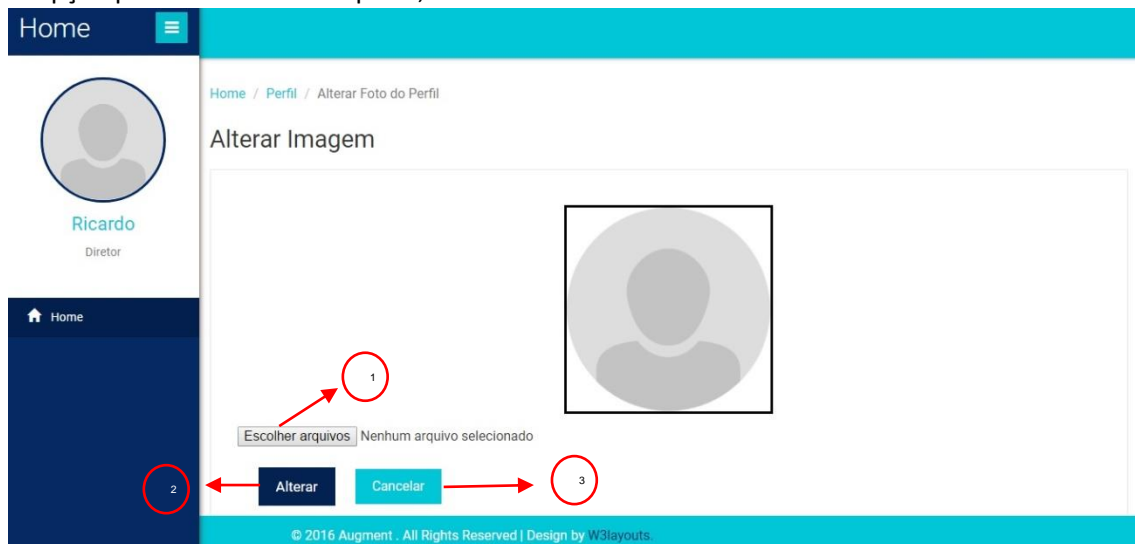 Home
Home / Perfil / Alterar Foto do Perfil
Alterar Imagem
Ricardo
Diretor
Home
1
Escolher arquivos Nenhum arquivo selecionado
2
Alterar
Cancelar
3
© 2016 Augment . All Rights Reserved | Design by W3layouts.